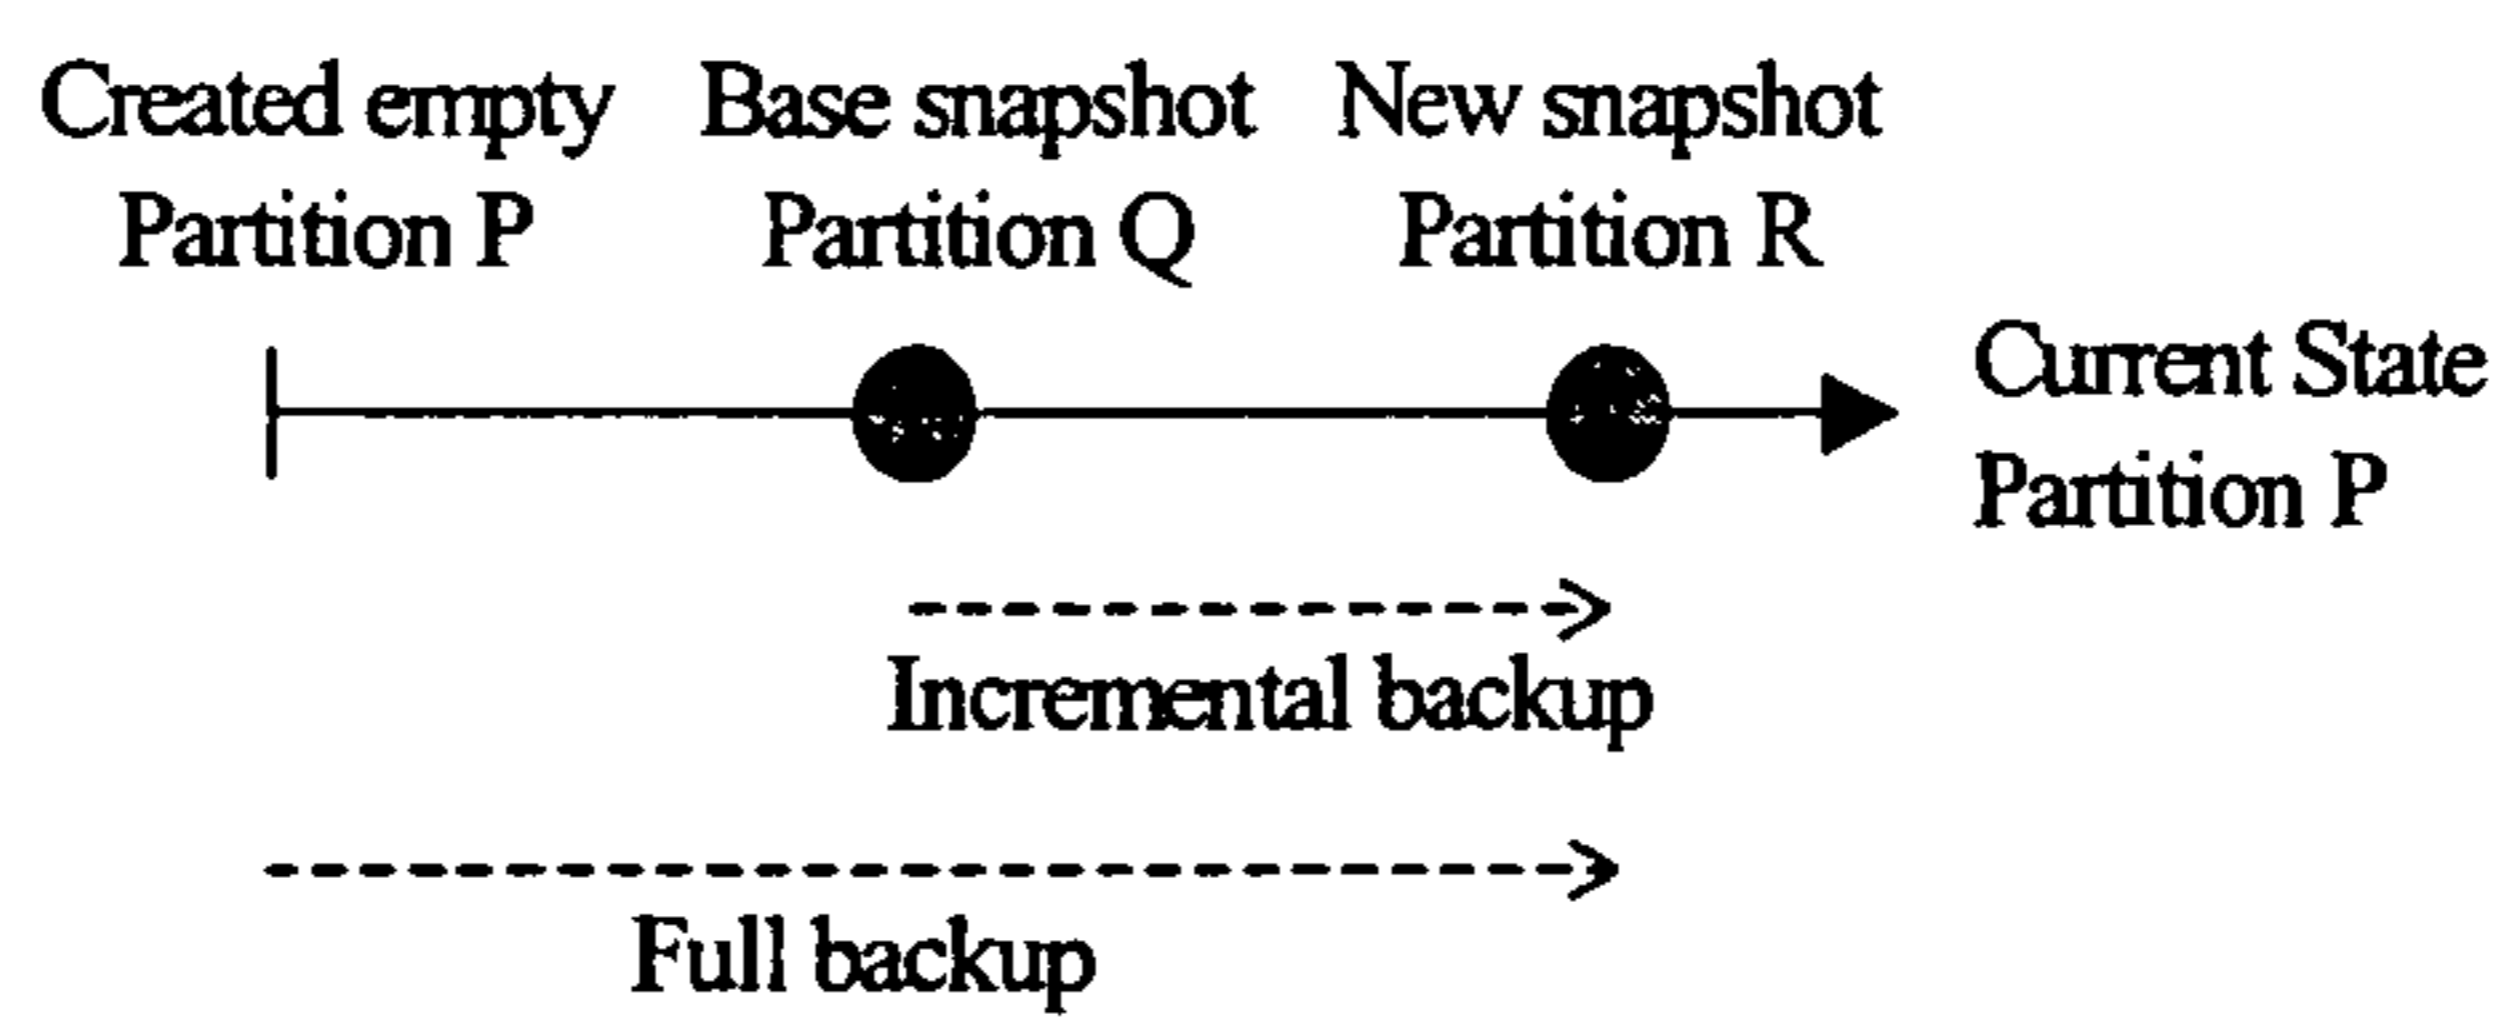 Created empty
Partition P
Base snapshot
Partition Q
New snapshot
Partition R
Current State
Partition P
Incremental backup
Full backup